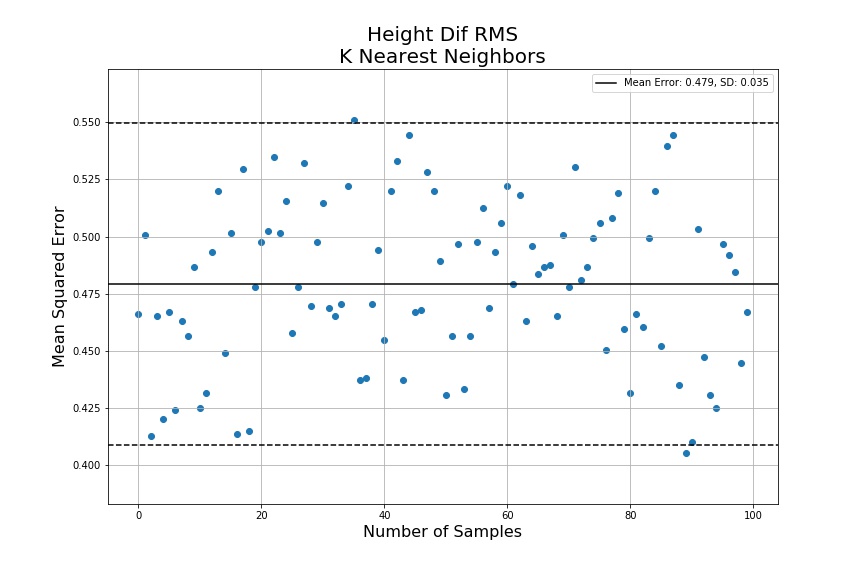 Height Dif RMS
K Nearest Neighbors
Mean Error: 0.479, SD: 0.035
Mean Squared Error
0.550
0.525
0.500
0.475
0.450
0.425
0.400
0 20 40 60 80 100
Number of Samples